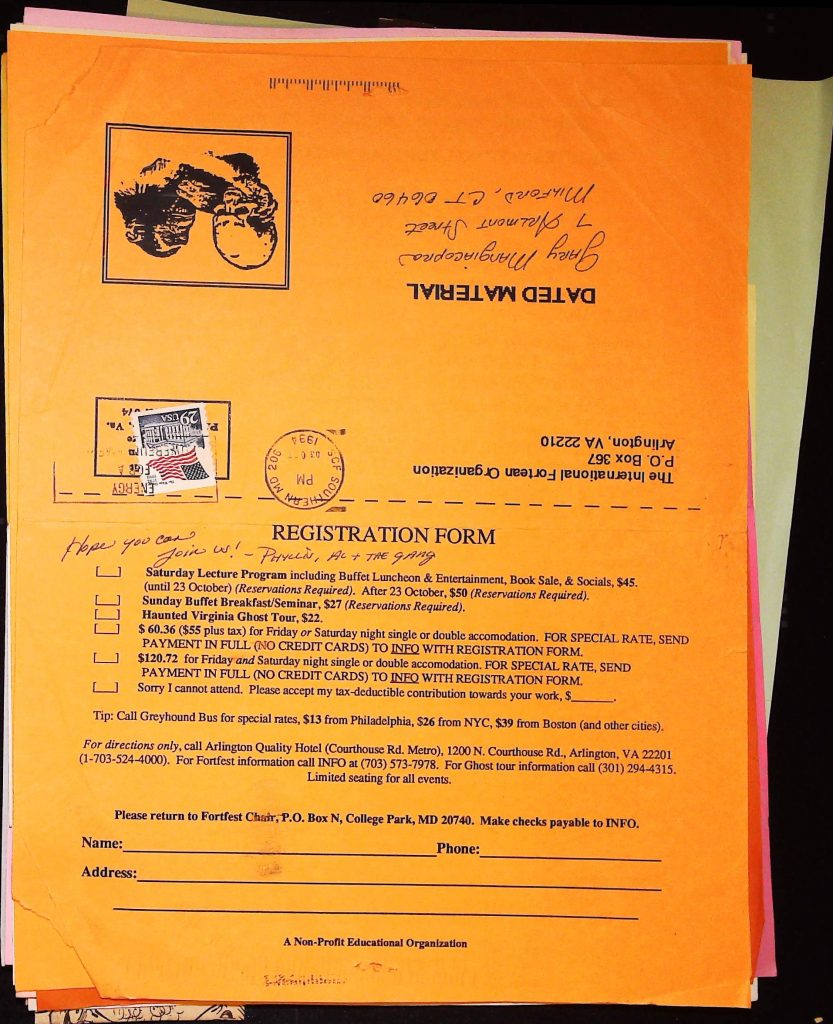 Gary Mangiacopra
7 Arlmont Street
Milford, CT 06460
DATED MATERIAL
29 USA
ENERGY
SCF SOUTHERN MD 206
PM
1994
The International Fortean Organization
P.O. Box 367
Arlington, VA 22210
REGISTRATION FORM
Hope you can
join us! - Phyllis, Al + the gang
Saturday Lecture Program including Buffet Luncheon & Entertainment, Book Sale, & Socials, $45.
(until 23 October) (Reservations Required). After 23 October, $50 (Reservations Required).
Sunday Buffet Breakfast/Seminar, $27 (Reservations Required).
Haunted Virginia Ghost Tour, $22.
$ 60.36 ($55 plus tax) for Friday or Saturday night single or double accomodation. FOR SPECIAL RATE, SEND
PAYMENT IN FULL (NO CREDIT CARDS) TO INFO WITH REGISTRATION FORM.
$120.72 for Friday and Saturday night single or double accomodation. FOR SPECIAL RATE, SEND
PAYMENT IN FULL (NO CREDIT CARDS) TO INFO WITH REGISTRATION FORM.
Sorry I cannot attend. Please accept my tax-deductible contribution towards your work, $_______.
Tip: Call Greyhound Bus for special rates, $13 from Philadelphia, $26 from NYC, $39 from Boston (and other cities).
For directions only, call Arlington Quality Hotel (Courthouse Rd. Metro), 1200 N. Courthouse Rd., Arlington, VA 22201
(1-703-524-4000). For Fortfest information call INFO at (703) 573-7978. For Ghost tour information call (301) 294-4315.
Limited seating for all events.
Please return to Fortfest Chair, P.O. Box N, College Park, MD 20740. Make checks payable to INFO.
Name: Phone:
Address:
A Non-Profit Educational Organization